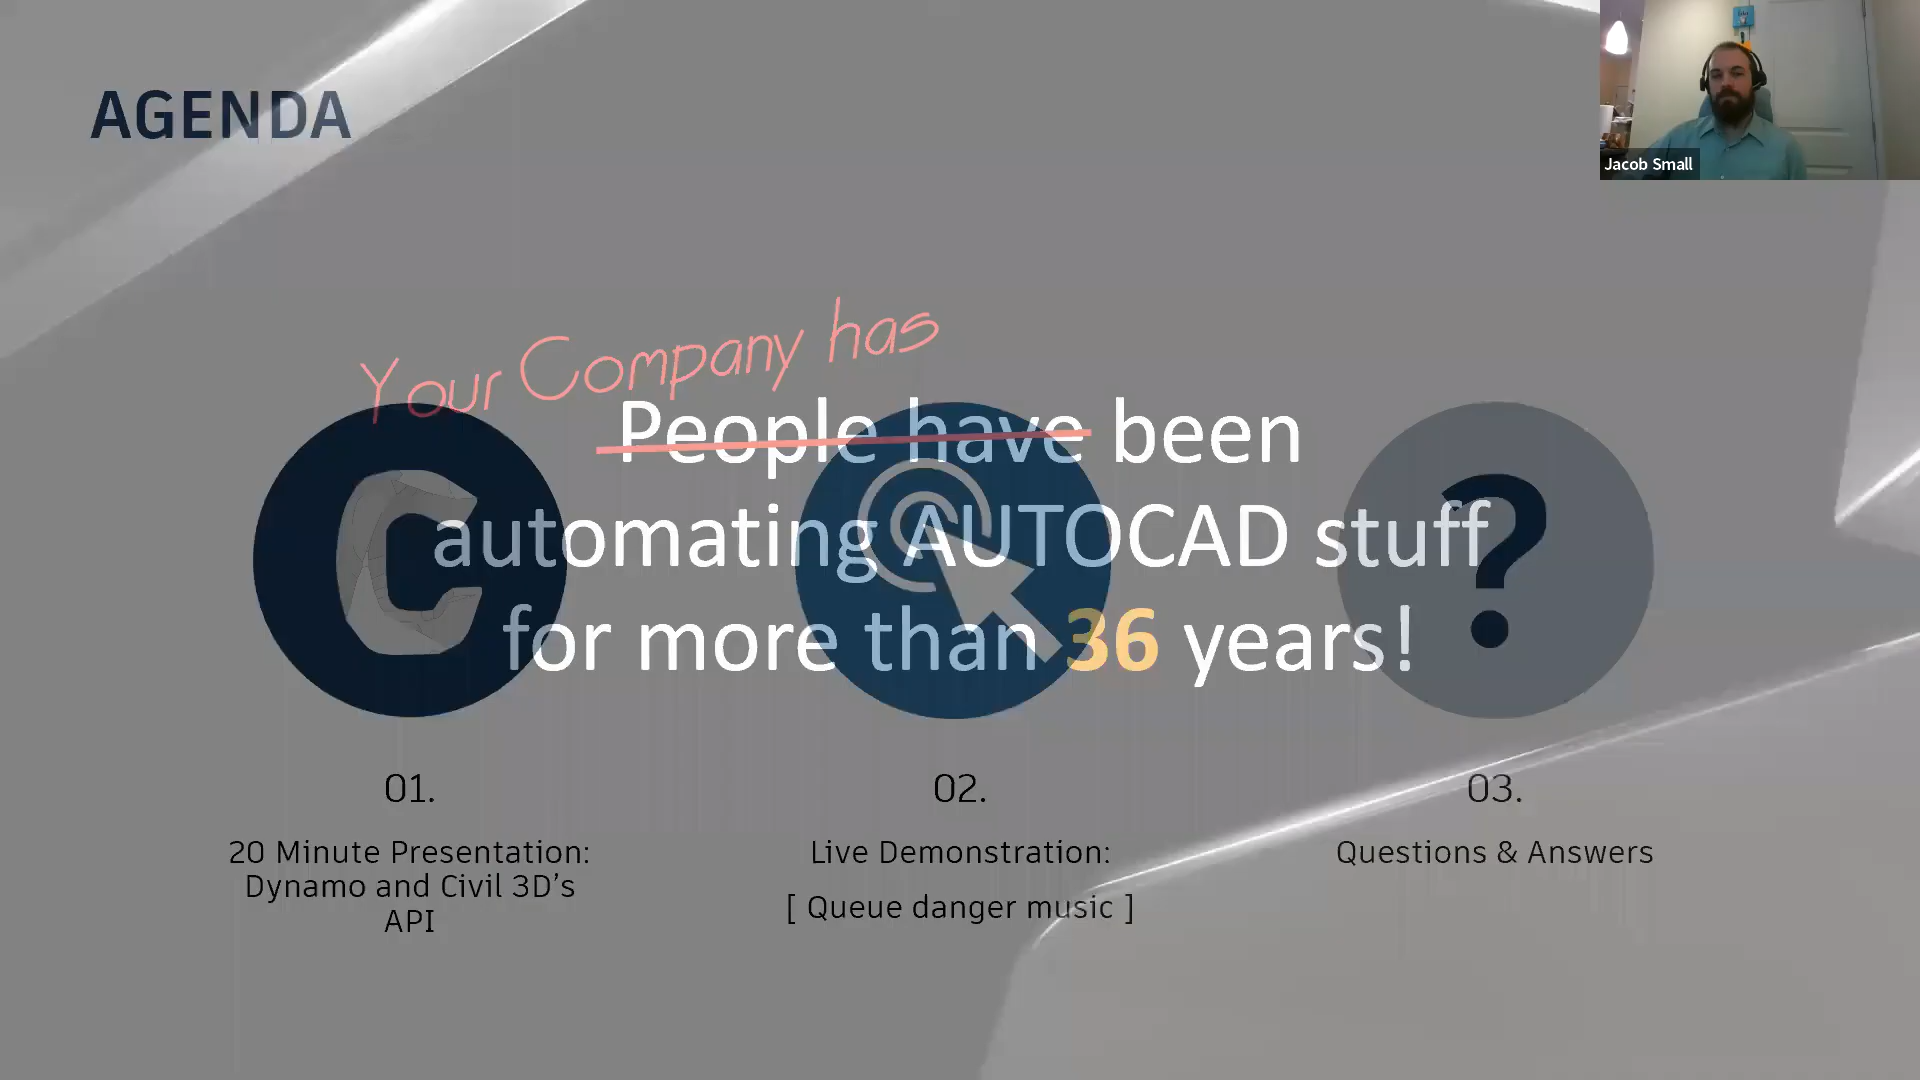 AGENDA
Jacob Small
Your Company has
People have been
automating AUTOCAD stuff
for more than 36 years!
01.
20 Minute Presentation:
Dynamo and Civil 3D’s
API
02.
Live Demonstration:
[ Queue danger music ]
03.
Questions & Answers